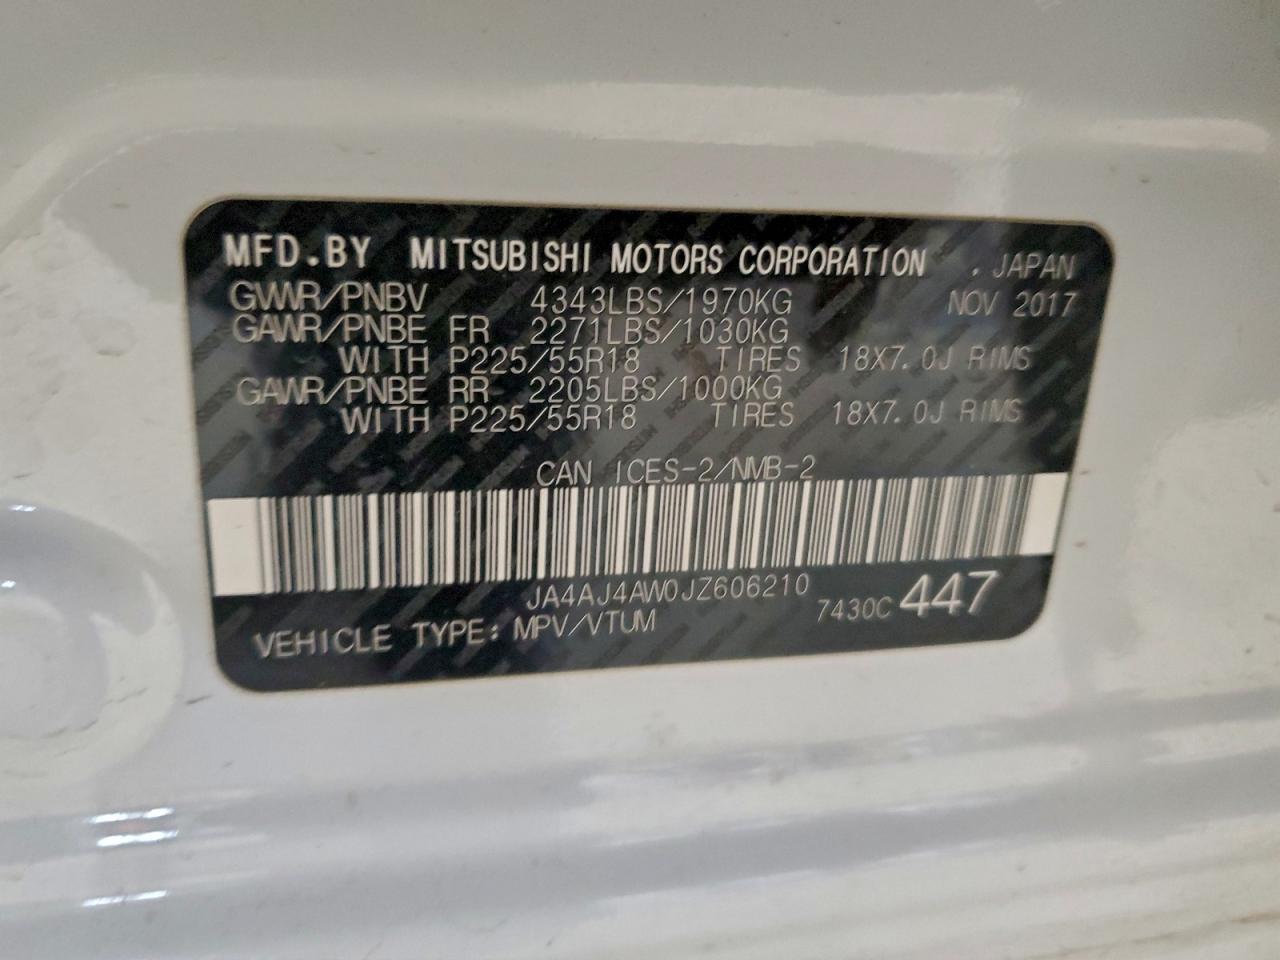 MFD.BY MITSUBISHI MOTORS CORPORATION . JAPAN
GVWR/PNBV 4343LBS/1970KG NOV 2017
GAWR/PNBE FR 2271LBS/1030KG
WITH P225/55R18 TIRES 18X7.0J RIMS
GAWR/PNBE RR 2205LBS/1000KG
WITH P225/55R18 TIRES 18X7.0J RIMS
CAN ICES-2/NMB-2
JA4AJ4AW0JZ606210
VEHICLE TYPE: MPV/VTUM 7430C 447